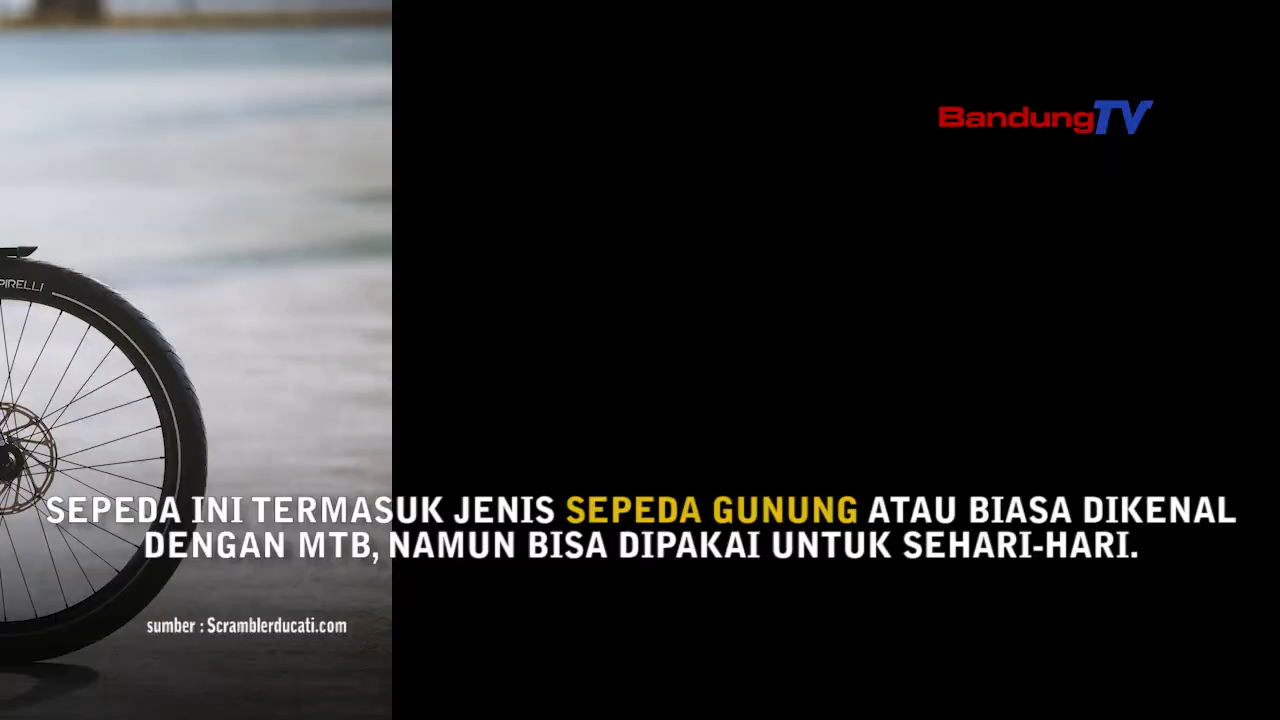 BandungTV
PIRELLI
SEPEDA INI TERMASUK JENIS SEPEDA GUNUNG ATAU BIASA DIKENAL
DENGAN MTB, NAMUN BISA DIPAKAI UNTUK SEHARI-HARI.
sumber : Scramblerducati.com